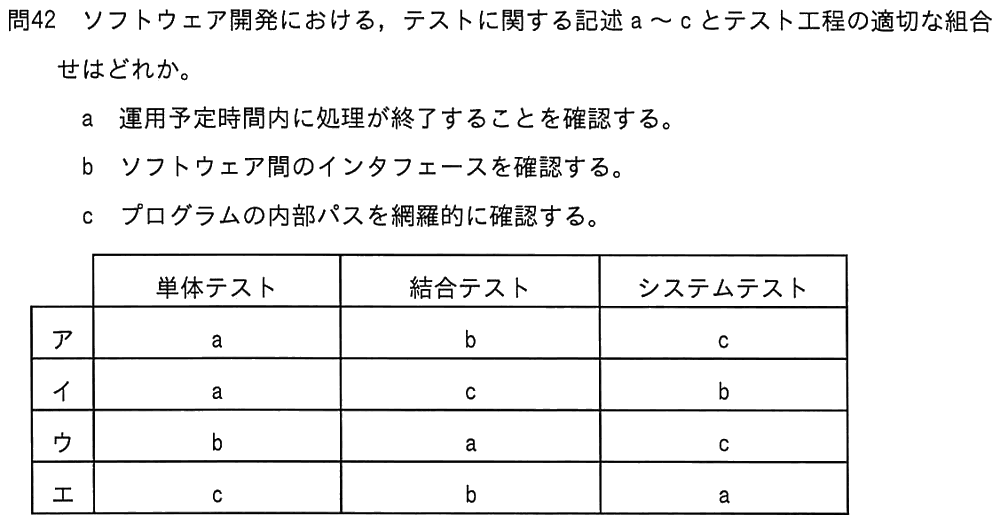 問42 ソフトウェア開発における，テストに関する記述 a ～ c とテスト工程の適切な組合
せはどれか。
a 運用予定時間内に処理が終了することを確認する。
b ソフトウェア間のインタフェースを確認する。
c プログラムの内部パスを網羅的に確認する。
単体テスト 結合テスト システムテスト
ア a b c
イ a c b
ウ b a c
エ c b a